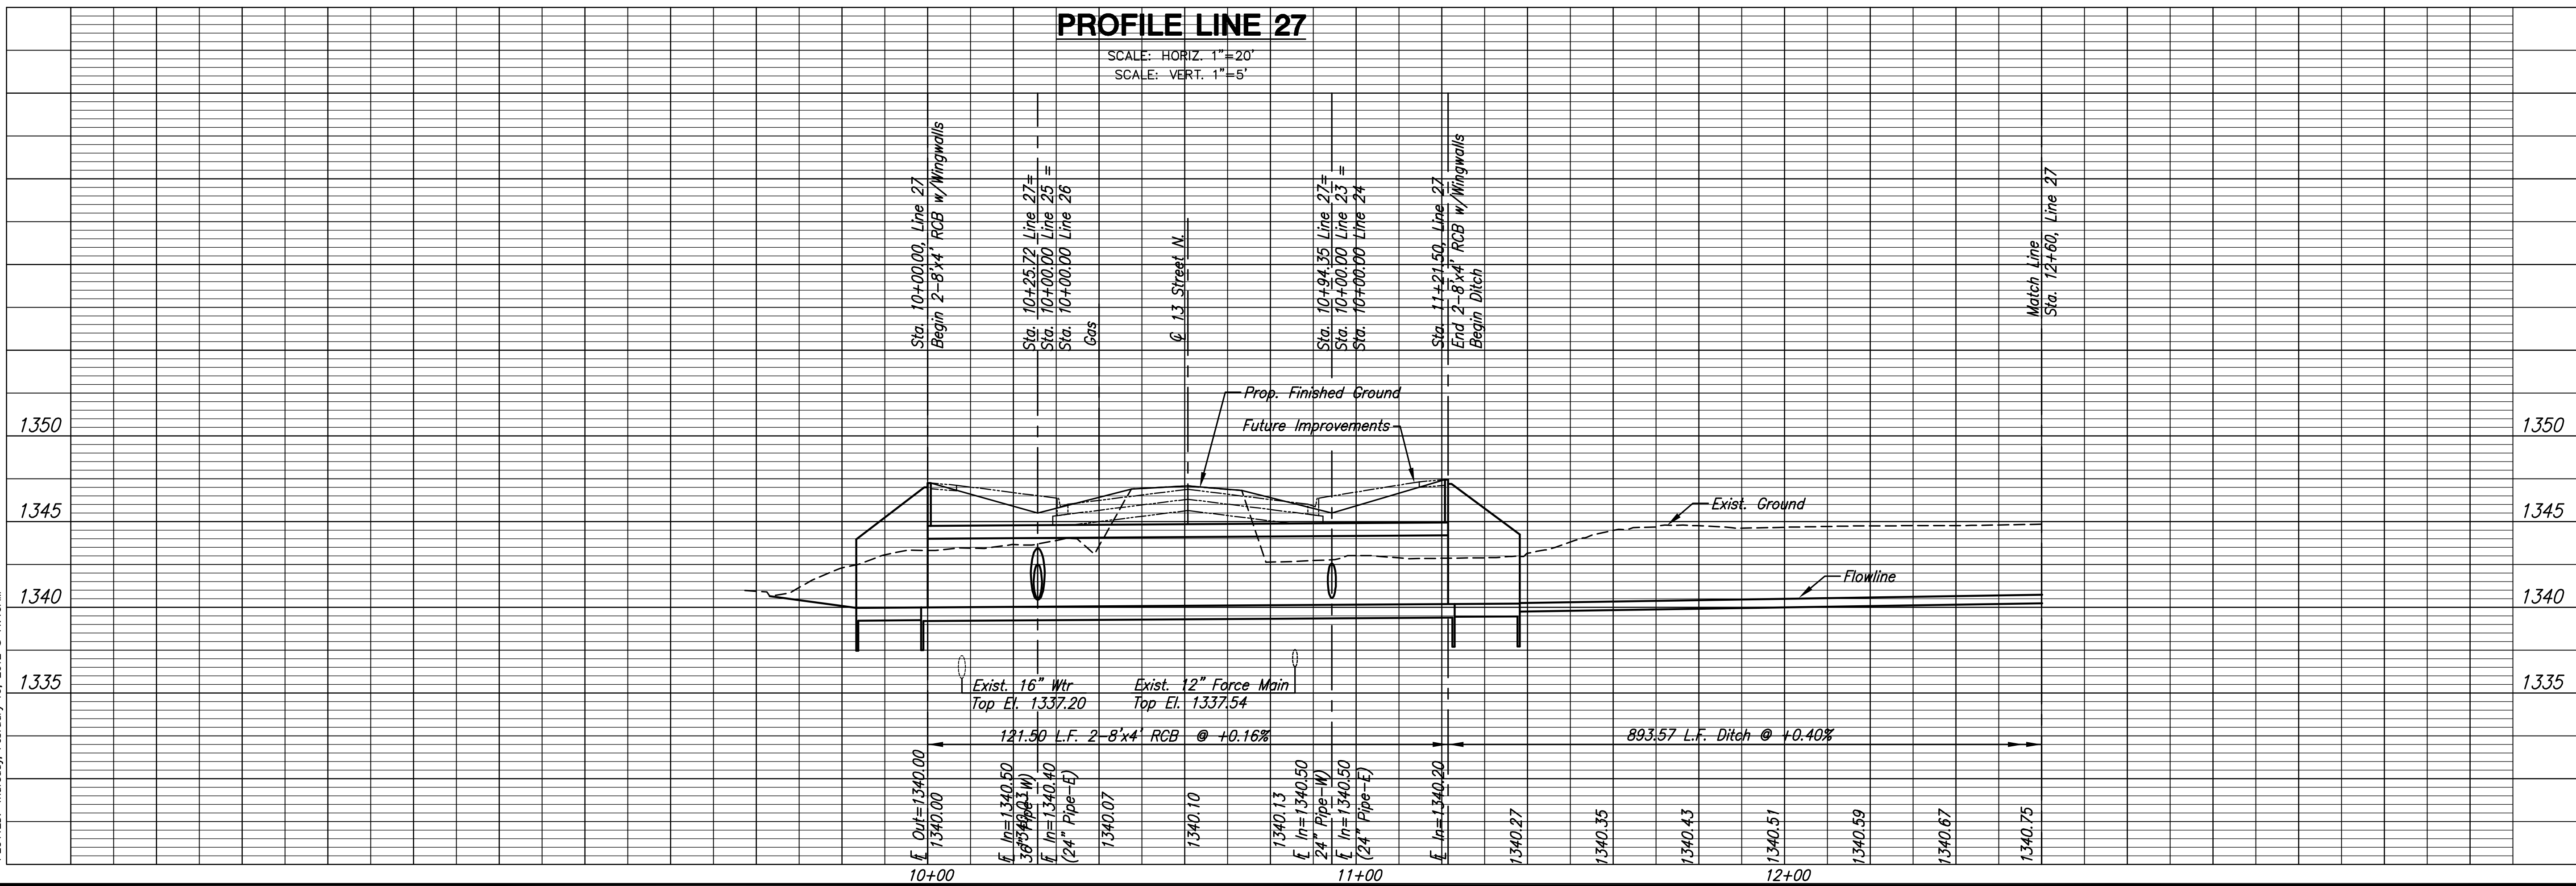 PROFILE LINE 27
SCALE: HORIZ. 1"=20'
SCALE: VERT. 1"=5'
Sta. 10+00.00, Line 27
Begin 2-8'x4' RCB w/Wingwalls
Sta. 10+25.72 Line 27=
Sta. 10+00.00 Line 25 =
Sta. 10+00.00 Line 26
Gas
℄ 13 Street N.
Sta. 10+94.35 Line 27=
Sta. 10+00.00 Line 23 =
Sta. 10+00.00 Line 24
Sta. 11+21.50, Line 27
End 2-8'x4' RCB w/Wingwalls
Begin Ditch
Match Line
Sta. 12+60, Line 27
Prop. Finished Ground
Future Improvements
Exist. Ground
Flowline
1350
1345
1340
1335
1350
1345
1340
1335
Exist. 16" Wtr
Top El. 1337.20
Exist. 12" Force Main
Top El. 1337.54
121.50 L.F. 2-8'x4' RCB @ +0.16%
893.57 L.F. Ditch @ +0.40%
Out=1340.00
1340.00
In=1340.50
1340.03
In=1340.40
(24" Pipe-E)
1340.07
1340.10
1340.13
In=1340.50
24" Pipe-W)
In=1340.50
(24" Pipe-E)
In=1340.20
1340.27
1340.35
1340.43
1340.51
1340.59
1340.67
1340.75
10+00
11+00
12+00